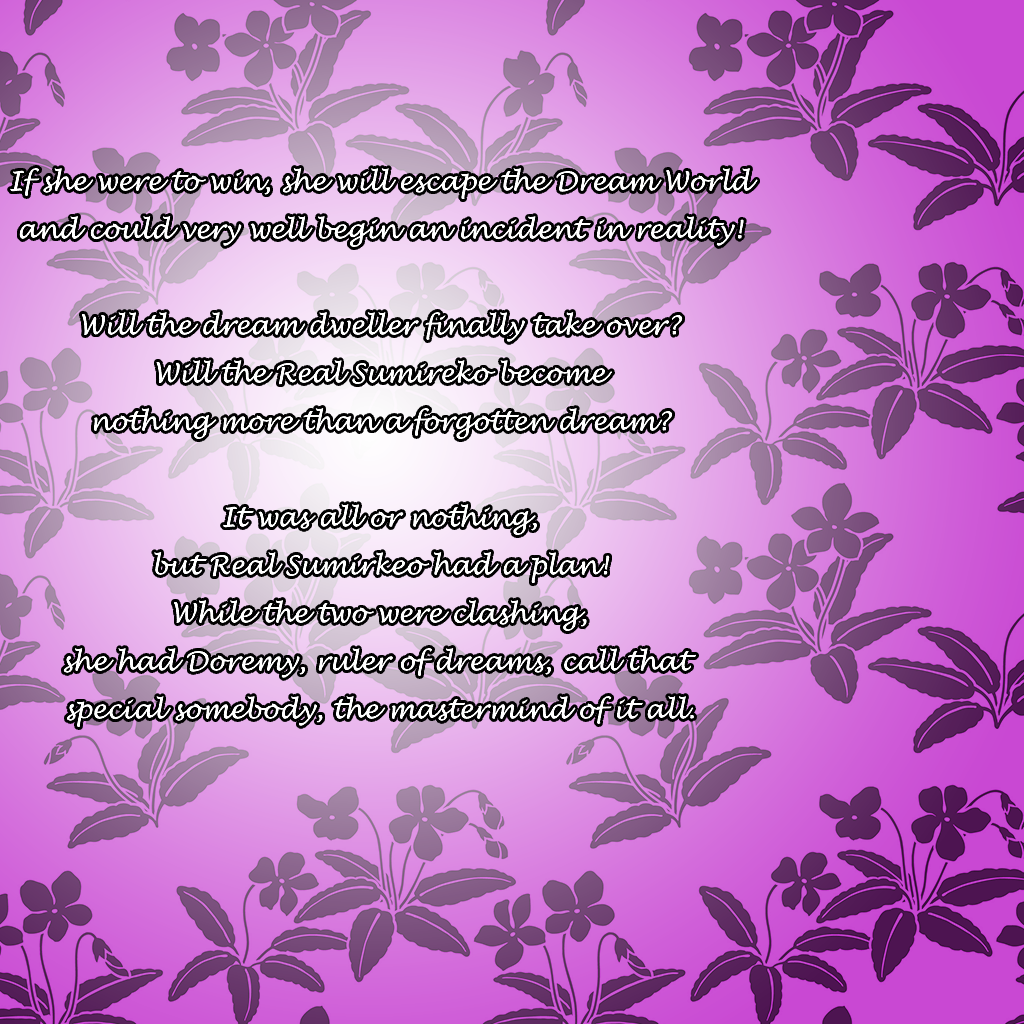 If she were to win, she will escape the Dream World
and could very well begin an incident in reality!
Will the dream dweller finally take over?
Will the Real Sumireko become
nothing more than a forgotten dream?
It was all or nothing,
but Real Sumirkeo had a plan!
While the two were clashing,
she had Doremy, ruler of dreams, call that
special somebody, the mastermind of it all.